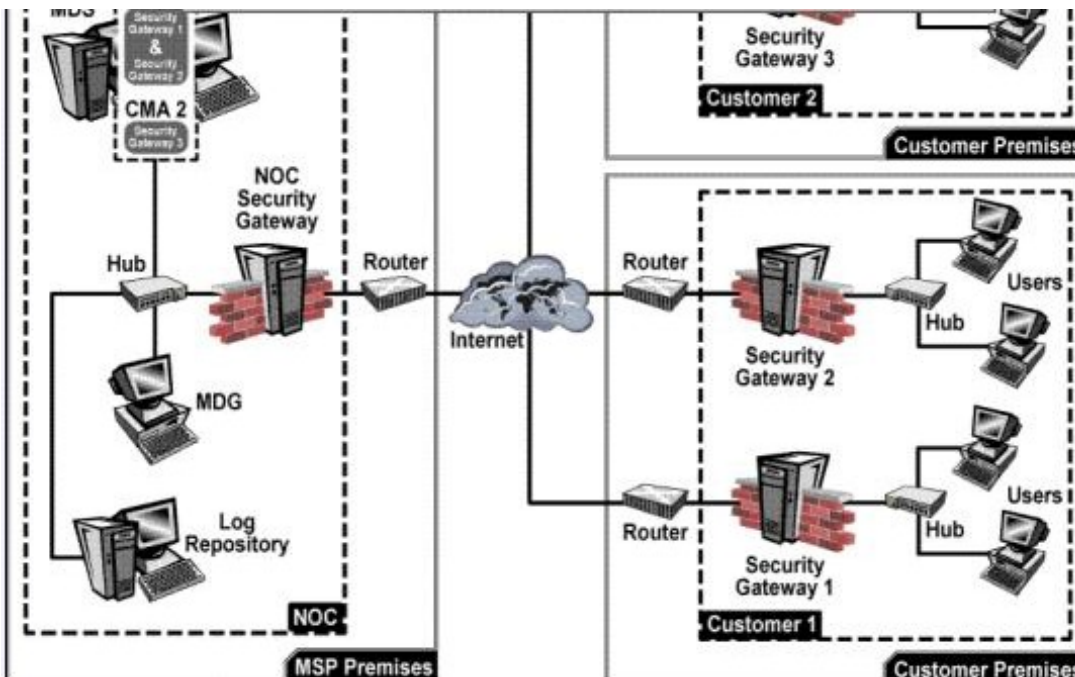 MDS
Security
Gateway 1
&
Security
Gateway 2
CMA 2
Security
Gateway 3
NOC
Security
Gateway
Hub
Router
MDG
Log
Repository
NOC
MSP Premises
Internet
Security
Gateway 3
Customer 2
Customer Premises
Router
Security
Gateway 2
Hub
Users
Router
Security
Gateway 1
Hub
Users
Customer 1
Customer Premises